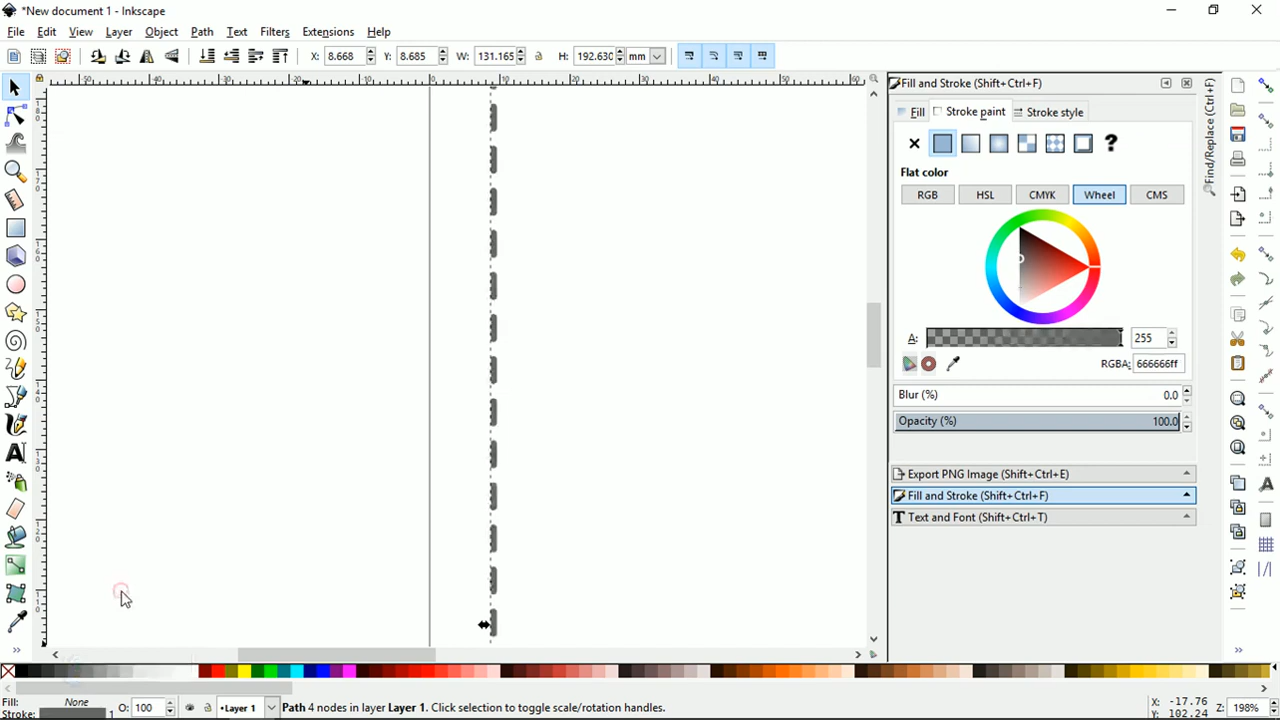 *New document 1 - Inkscape
File Edit View Layer Object Path Text Filters Extensions Help
X: 8.668 Y: 8.685 W: 131.165 H: 192.630 mm
Fill and Stroke (Shift+Ctrl+F)
Fill Stroke paint Stroke style
?
Flat color
RGB HSL CMYK Wheel CMS
A: 255
RGBA: 666666ff
Blur (%) 0.0
Opacity (%) 100.0
Export PNG Image (Shift+Ctrl+E)
Fill and Stroke (Shift+Ctrl+F)
Text and Font (Shift+Ctrl+T)
Find/Replace (Ctrl+F)
Fill: None
Stroke: 1
O: 100
•Layer 1
Path 4 nodes in layer Layer 1. Click selection to toggle scale/rotation handles.
X: -17.76
Y: 102.24
Z: 198%